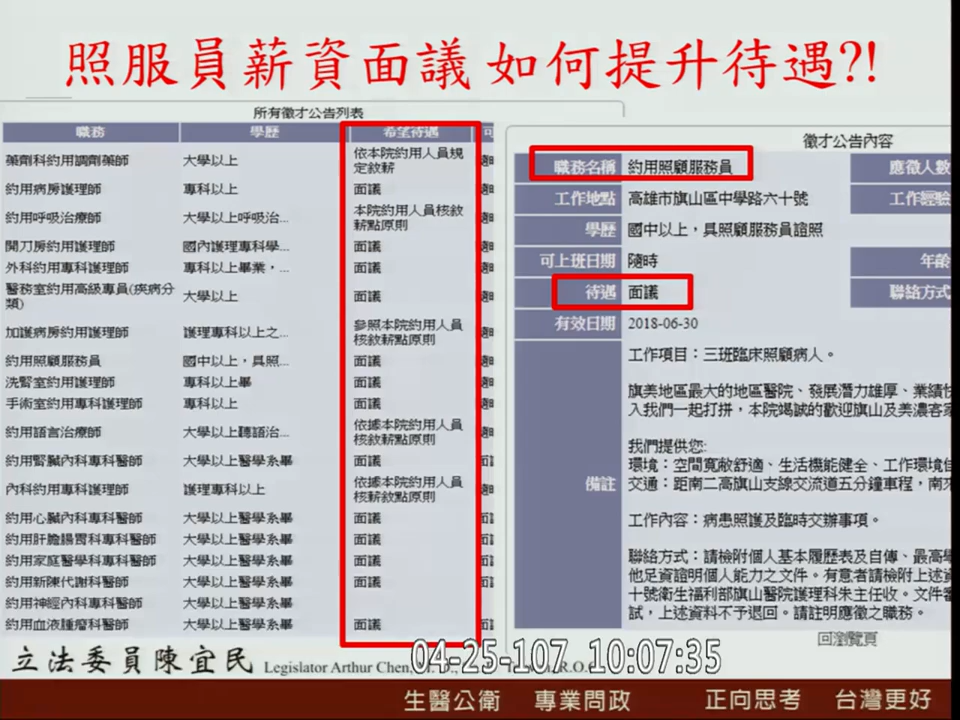 照服員薪資面議 如何提升待遇?!
所有徵才公告列表
職務 學歷 希望待遇
藥劑科約用調劑藥師 大學以上 依本院約用人員規
定敘薪
約用病房護理師 專科以上 面議
約用呼吸治療師 大學以上呼吸治... 本院約用人員核敘
薪點原則
開刀房約用護理師 國內護理專科學... 面議
外科約用專科護理師 專科以上畢業，... 面議
醫務室約用高級專員(疾病分
類) 大學以上 面議
加護病房約用護理師 護理專科以上之... 參照本院約用人員
核敘薪點原則
約用照顧服務員 國中以上，具照... 面議
洗腎室約用護理師 專科以上畢 面議
手術室約用專科護理師 專科以上 面議
約用語言治療師 大學以上聽語治... 依據本院約用人員
核敘薪點原則
約用腎臟內科專科醫師 大學以上醫學系畢 面議
內科約用專科護理師 護理專科以上 依據本院約用人員
核薪敘點原則
約用心臟內科專科醫師 大學以上醫學系畢 面議
約用肝膽腸胃科專科醫師 大學以上醫學系畢 面議
約用家庭醫學科專科醫師 大學以上醫學系畢 面議
約用新陳代謝科醫師 大學以上醫學系畢 面議
約用神經內科專科醫師 大學以上醫學系畢
約用血液腫瘤科醫師 大學以上醫學系畢 面議
徵才公告內容
職務名稱 約用照顧服務員 應徵人數
工作地點 高雄市旗山區中學路六十號 工作經驗
學歷 國中以上，具照顧服務員證照
可上班日期 隨時 年齡
待遇 面議 聯絡方式
有效日期 2018-06-30
備註
工作項目：三班臨床照顧病人。
旗美地區最大的地區醫院、發展潛力雄厚、業績
入我們一起打拼，本院竭誠的歡迎旗山及美濃客家
我們提供您:
環境：空間寬敞舒適、生活機能健全、工作環境
交通：距南二高旗山支線交流道五分鐘車程，南
工作內容：病患照護及臨時交辦事項。
聯絡方式：請檢附個人基本履歷表及自傳、最高
他足資證明個人能力之文件。有意者請檢附上述資
十號衛生福利部旗山醫院護理科朱主任收。文件
試，上述資料不予退回。請註明應徵之職務。
回瀏覽頁
立法委員陳宜民 Legislator Arthur Chen, R.O.C.
04-25-107 10:07:35
生醫公衛 專業問政 正向思考 台灣更好